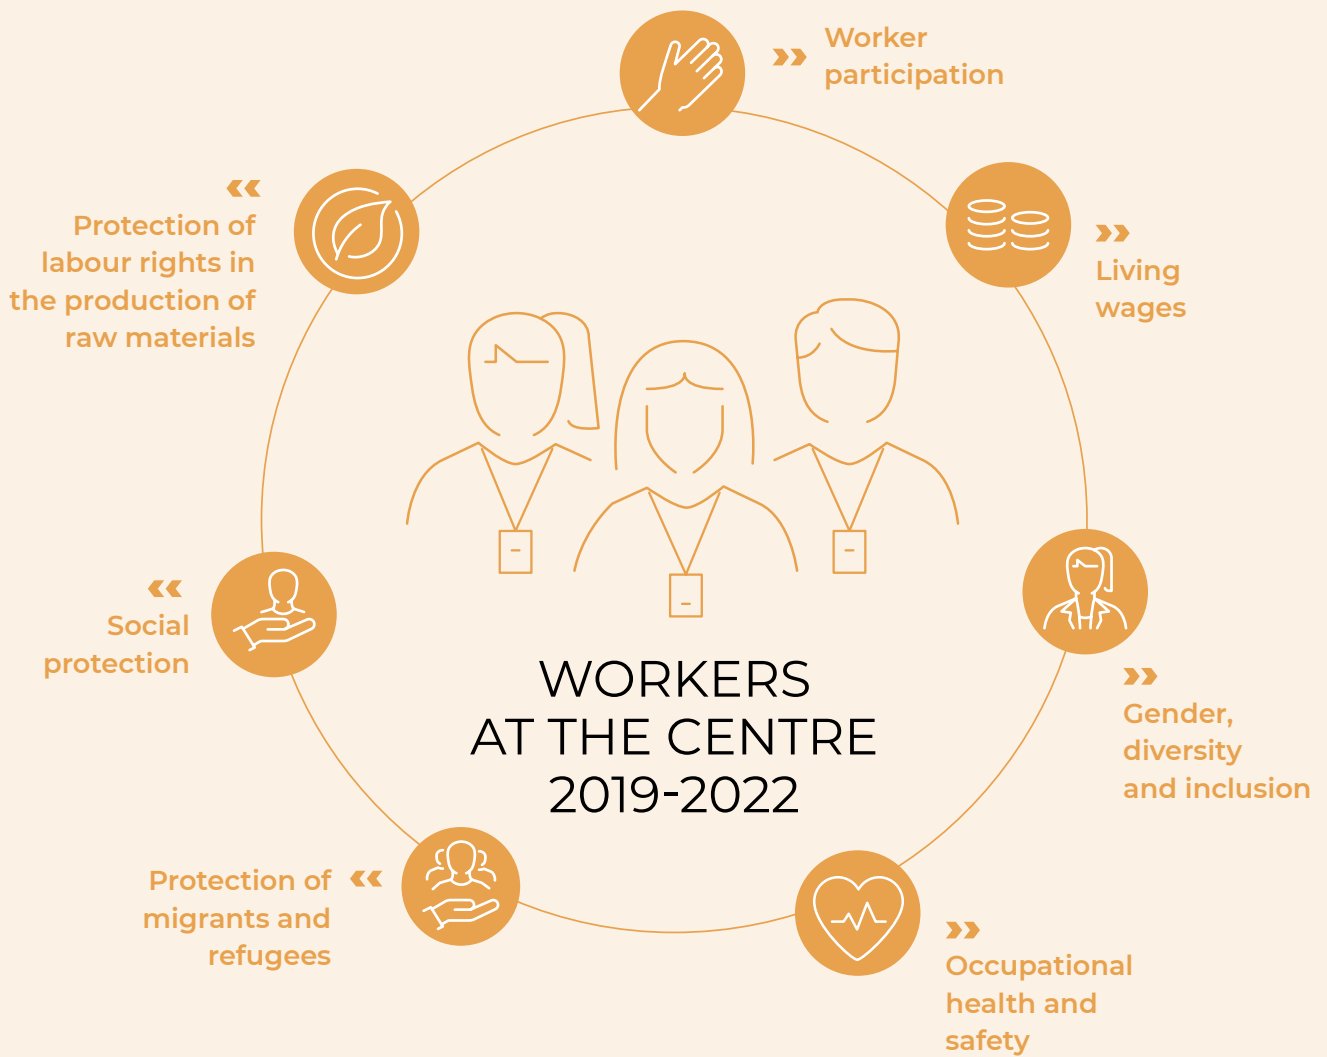 Worker
participation
Living
wages
Gender,
diversity
and inclusion
Occupational
health and
safety
Protection of
migrants and
refugees
Social
protection
Protection of
labour rights in
the production of
raw materials
WORKERS
AT THE CENTRE
2019-2022